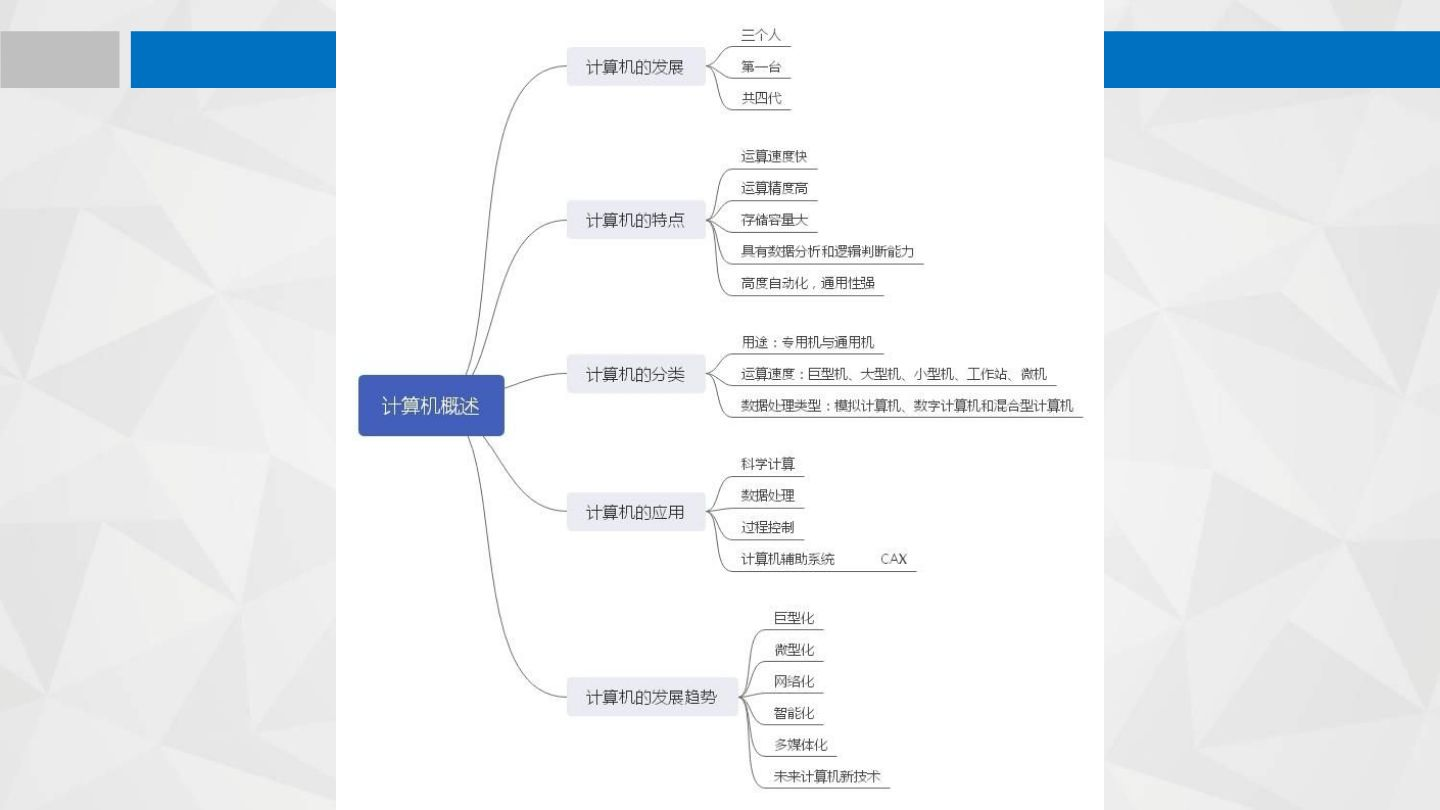 计算机概述
计算机的发展
三个人
第一台
共四代
计算机的特点
运算速度快
运算精度高
存储容量大
具有数据分析和逻辑判断能力
高度自动化，通用性强
计算机的分类
用途：专用机与通用机
运算速度：巨型机、大型机、小型机、工作站、微机
数据处理类型：模拟计算机、数字计算机和混合型计算机
计算机的应用
科学计算
数据处理
过程控制
计算机辅助系统 CAX
计算机的发展趋势
巨型化
微型化
网络化
智能化
多媒体化
未来计算机新技术